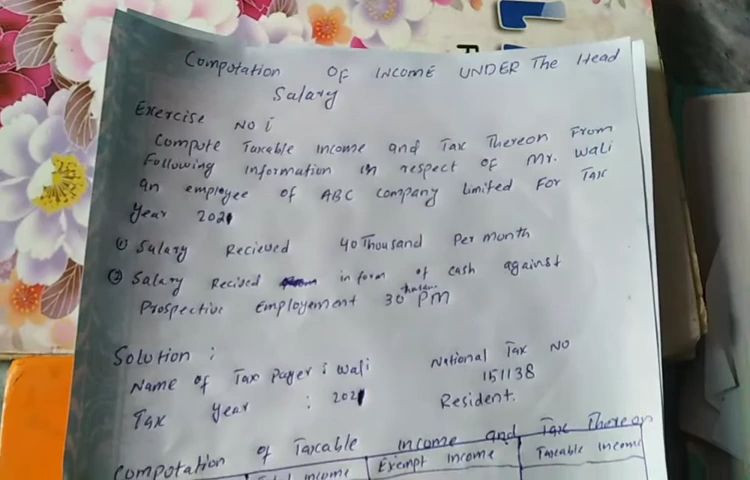 Computation OF INCOME UNDER The Head
Salary
Exercise NO i
Compute Taxable Income and Tax Thereon From
Following information in respect of Mr. Wali
an employee of ABC Company Limited For Tax
Year 2021
① Salary Recieved 40 Thousand Per month
② Salary Recived in form of cash against
Prospective Employement 30 PM
Solution :
Name of Tax Payer : Wali National Tax NO
151138
Tax year : 2021 Resident.
Computation of Taxable income and Tax Thereon
Income Exempt Income Taxable Income